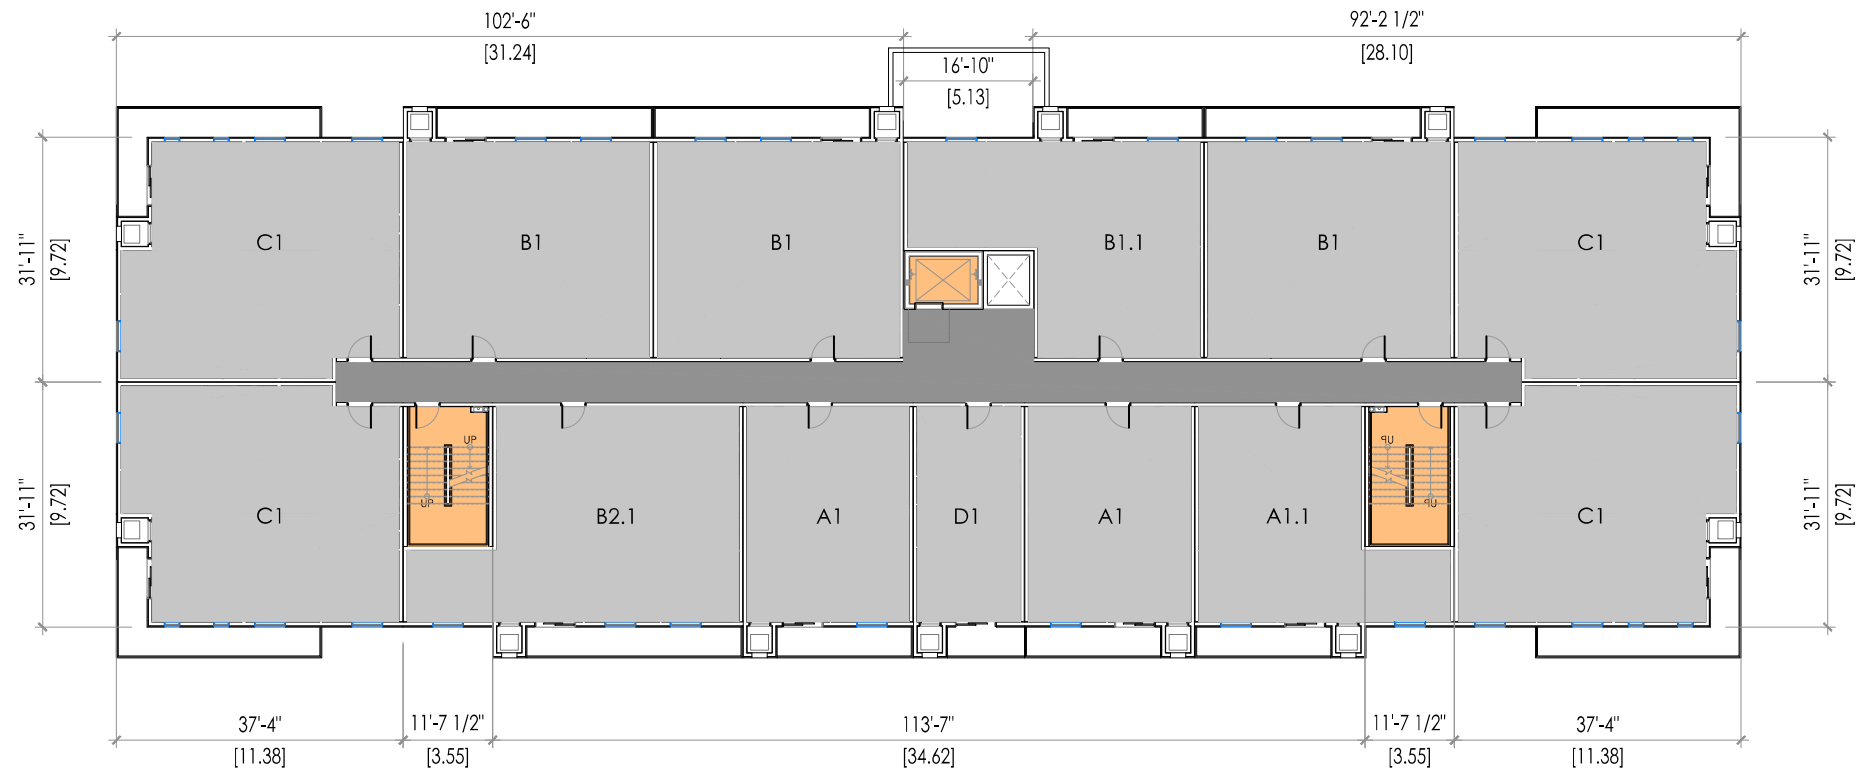 102'-6"
[31.24]
92'-2 1/2"
[28.10]
16'-10"
[5.13]
31'-11"
[9.72]
C1
B1
B1
B1.1
B1
C1
31'-11"
[9.72]
31'-11"
[9.72]
C1
UP
UP
B2.1
A1
D1
A1
A1.1
UP
UP
C1
31'-11"
[9.72]
37'-4"
[11.38]
11'-7 1/2"
[3.55]
113'-7"
[34.62]
11'-7 1/2"
[3.55]
37'-4"
[11.38]